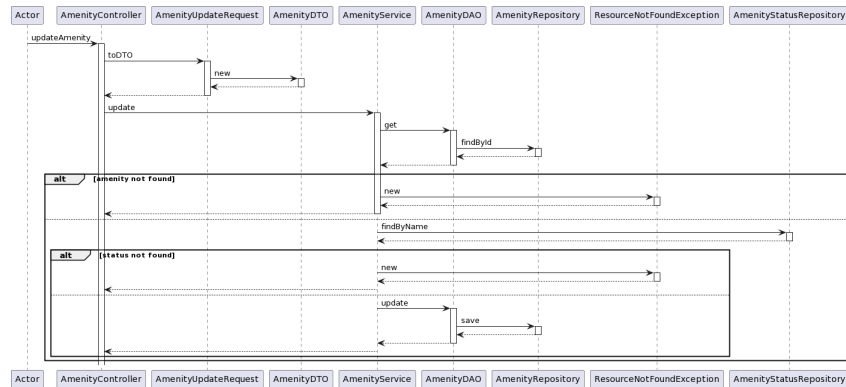 Actor AmenityController AmenityUpdateRequest AmenityDTO AmenityService AmenityDAO AmenityRepository ResourceNotFoundException AmenityStatusRepository
updateAmenity
toDTO
new
update
get
findById
alt [amenity not found]
new
findByName
alt [status not found]
new
update
save
Actor AmenityController AmenityUpdateRequest AmenityDTO AmenityService AmenityDAO AmenityRepository ResourceNotFoundException AmenityStatusRepository